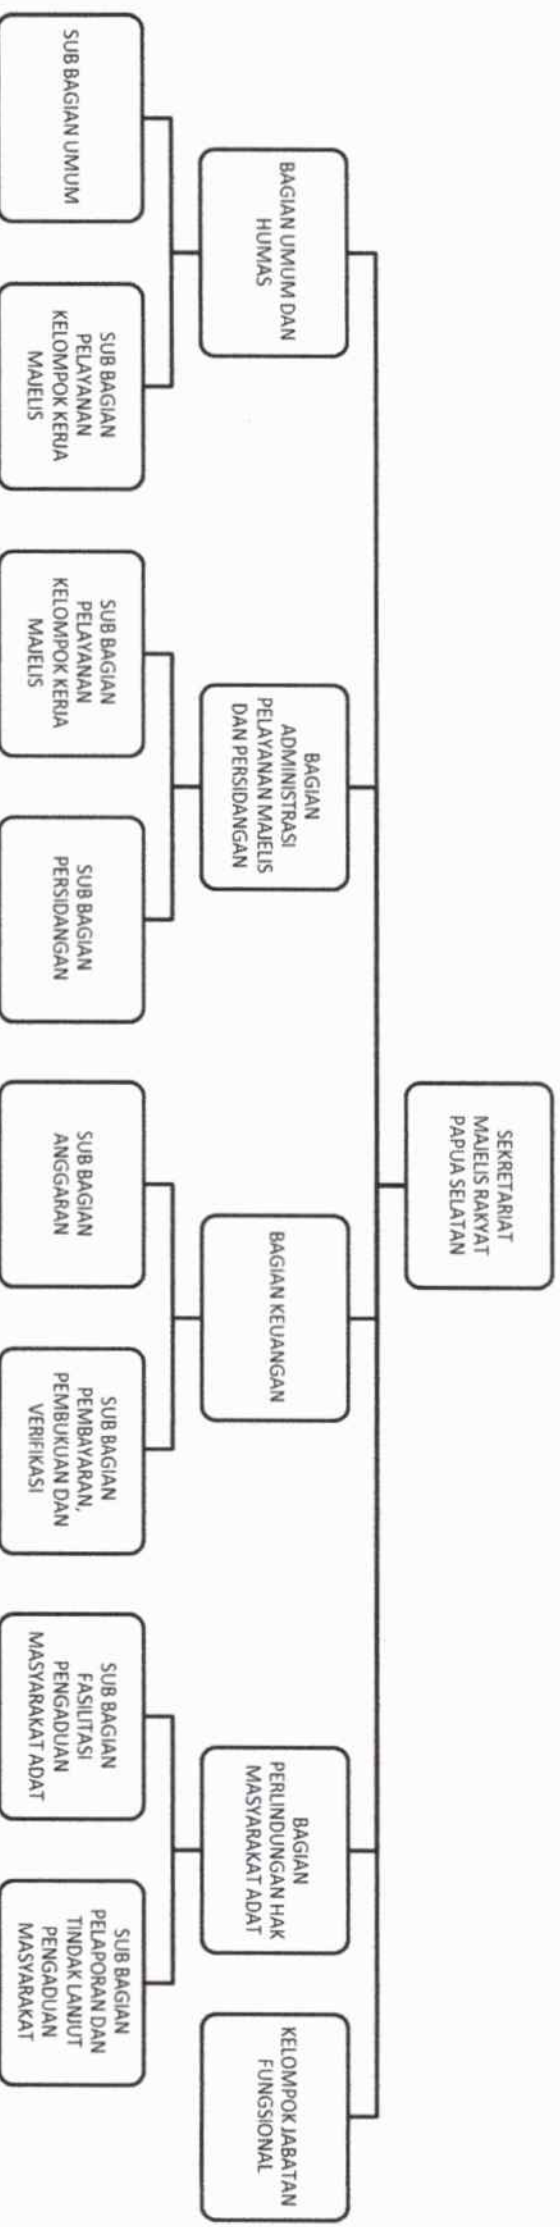 SEKRETARIAT
MAJELIS RAKYAT
PAPUA SELATAN
BAGIAN UMUM DAN
HUMAS
BAGIAN
ADMINISTRASI
PELAYANAN MAJELIS
DAN PERSIDANGAN
BAGIAN KEUANGAN
BAGIAN
PERLINDUNGAN HAK
MASYARAKAT ADAT
KELOMPOK JABATAN
FUNGSIONAL
SUB BAGIAN UMUM
SUB BAGIAN
PELAYANAN
KELOMPOK KERJA
MAJELIS
SUB BAGIAN
PELAYANAN
KELOMPOK KERJA
MAJELIS
SUB BAGIAN
PERSIDANGAN
SUB BAGIAN
ANGGARAN
SUB BAGIAN
PEMBAYARAN,
PEMBUKUAN DAN
VERIFIKASI
SUB BAGIAN
FASILITASI
PENGADUAN
MASYARAKAT ADAT
SUB BAGIAN
PELAPORAN DAN
TINDAK LANJUT
PENGADUAN
MASYARAKAT